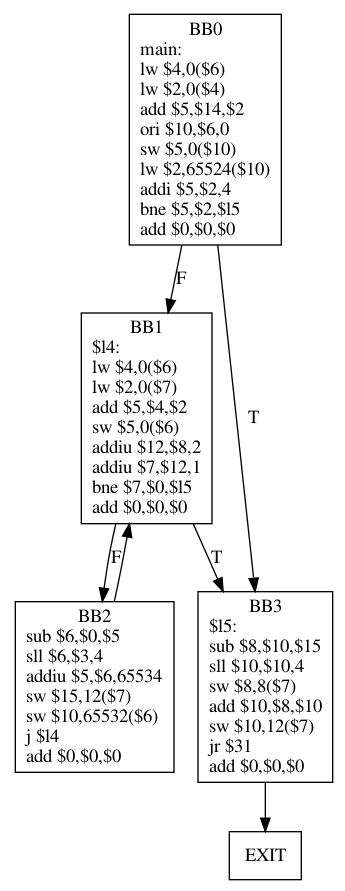 BB0
main:
lw $4,0($6)
lw $2,0($4)
add $5,$14,$2
ori $10,$6,0
sw $5,0($10)
lw $2,65524($10)
addi $5,$2,4
bne $5,$2,$l5
add $0,$0,$0
F
BB1
$l4:
lw $4,0($6)
lw $2,0($7)
add $5,$4,$2
sw $5,0($6)
addiu $12,$8,2
addiu $7,$12,1
bne $7,$0,$l5
add $0,$0,$0
T
F
T
BB2
sub $6,$0,$5
sll $6,$3,4
addiu $5,$6,65534
sw $15,12($7)
sw $10,65532($6)
j $l4
add $0,$0,$0
BB3
$l5:
sub $8,$10,$15
sll $10,$10,4
sw $8,8($7)
add $10,$8,$10
sw $10,12($7)
jr $31
add $0,$0,$0
EXIT